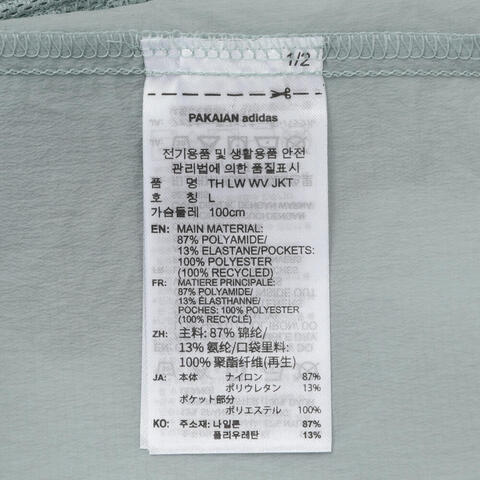 1/2
PAKAIAN adidas
전기용품 및 생활용품 안전
관리법에 의한 품질표시
품 명 TH LW WV JKT
호 칭 L
가슴둘레 100cm
EN: MAIN MATERIAL:
87% POLYAMIDE/
13% ELASTANE/POCKETS:
100% POLYESTER
(100% RECYCLED)
FR: MATIERE PRINCIPALE:
87% POLYAMIDE/
13% ÉLASTHANNE/
POCHES: 100% POLYESTER
(100% RECYCLÉ)
ZH: 主料: 87% 锦纶/
13% 氨纶/口袋里料:
100% 聚酯纤维(再生)
JA: 本体 ナイロン 87%
ポリウレタン 13%
ポケット部分
ポリエステル 100%
KO: 주소재: 나일론 87%
폴리우레탄 13%